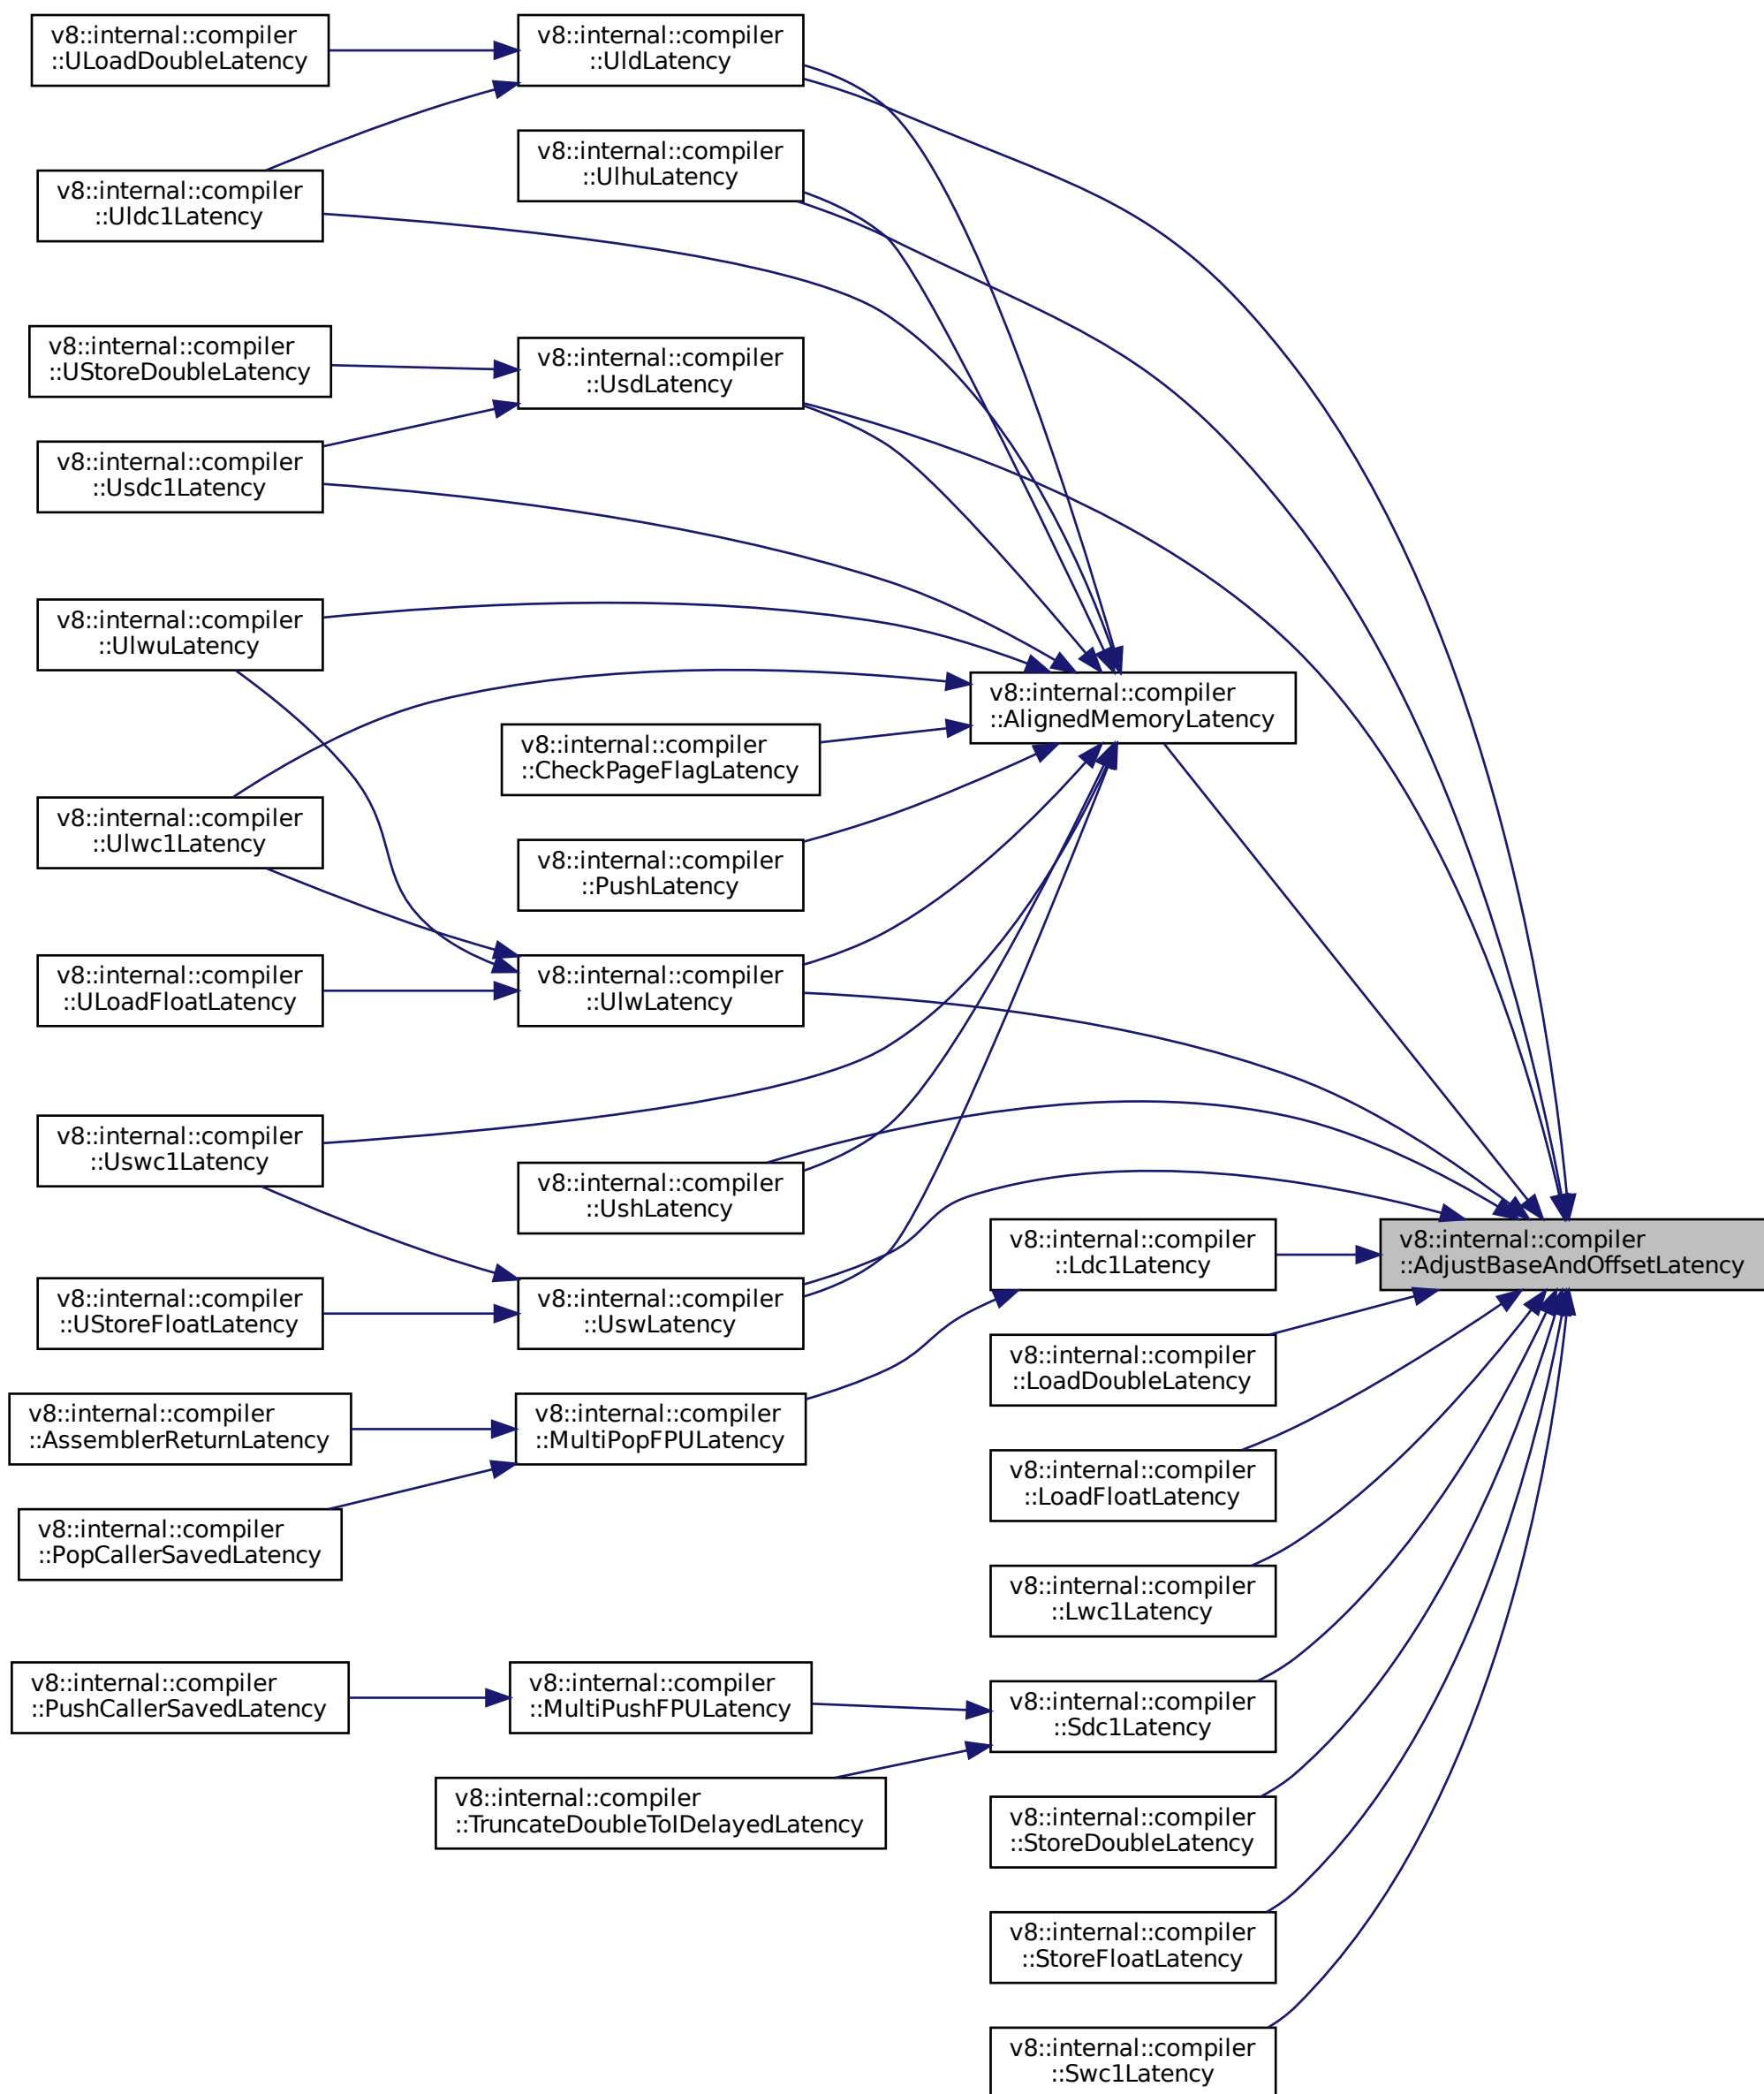 v8::internal::compiler
::ULoadDoubleLatency
v8::internal::compiler
::UldLatency
v8::internal::compiler
::UlhuLatency
v8::internal::compiler
::Uldc1Latency
v8::internal::compiler
::UStoreDoubleLatency
v8::internal::compiler
::UsdLatency
v8::internal::compiler
::Usdc1Latency
v8::internal::compiler
::UlwuLatency
v8::internal::compiler
::AlignedMemoryLatency
v8::internal::compiler
::CheckPageFlagLatency
v8::internal::compiler
::Ulwc1Latency
v8::internal::compiler
::PushLatency
v8::internal::compiler
::ULoadFloatLatency
v8::internal::compiler
::UlwLatency
v8::internal::compiler
::Uswc1Latency
v8::internal::compiler
::UshLatency
v8::internal::compiler
::Ldc1Latency
v8::internal::compiler
::AdjustBaseAndOffsetLatency
v8::internal::compiler
::UStoreFloatLatency
v8::internal::compiler
::UswLatency
v8::internal::compiler
::LoadDoubleLatency
v8::internal::compiler
::AssemblerReturnLatency
v8::internal::compiler
::MultiPopFPULatency
v8::internal::compiler
::LoadFloatLatency
v8::internal::compiler
::PopCallerSavedLatency
v8::internal::compiler
::Lwc1Latency
v8::internal::compiler
::PushCallerSavedLatency
v8::internal::compiler
::MultiPushFPULatency
v8::internal::compiler
::Sdc1Latency
v8::internal::compiler
::TruncateDoubleToIDelayedLatency
v8::internal::compiler
::StoreDoubleLatency
v8::internal::compiler
::StoreFloatLatency
v8::internal::compiler
::Swc1Latency